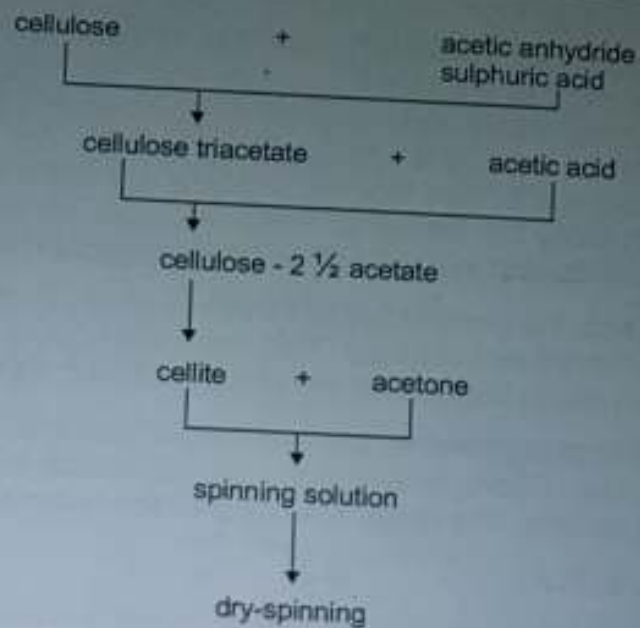 cellulose + acetic anhydride
sulphuric acid
cellulose triacetate + acetic acid
cellulose - 2 ½ acetate
cellite + acetone
spinning solution
dry-spinning